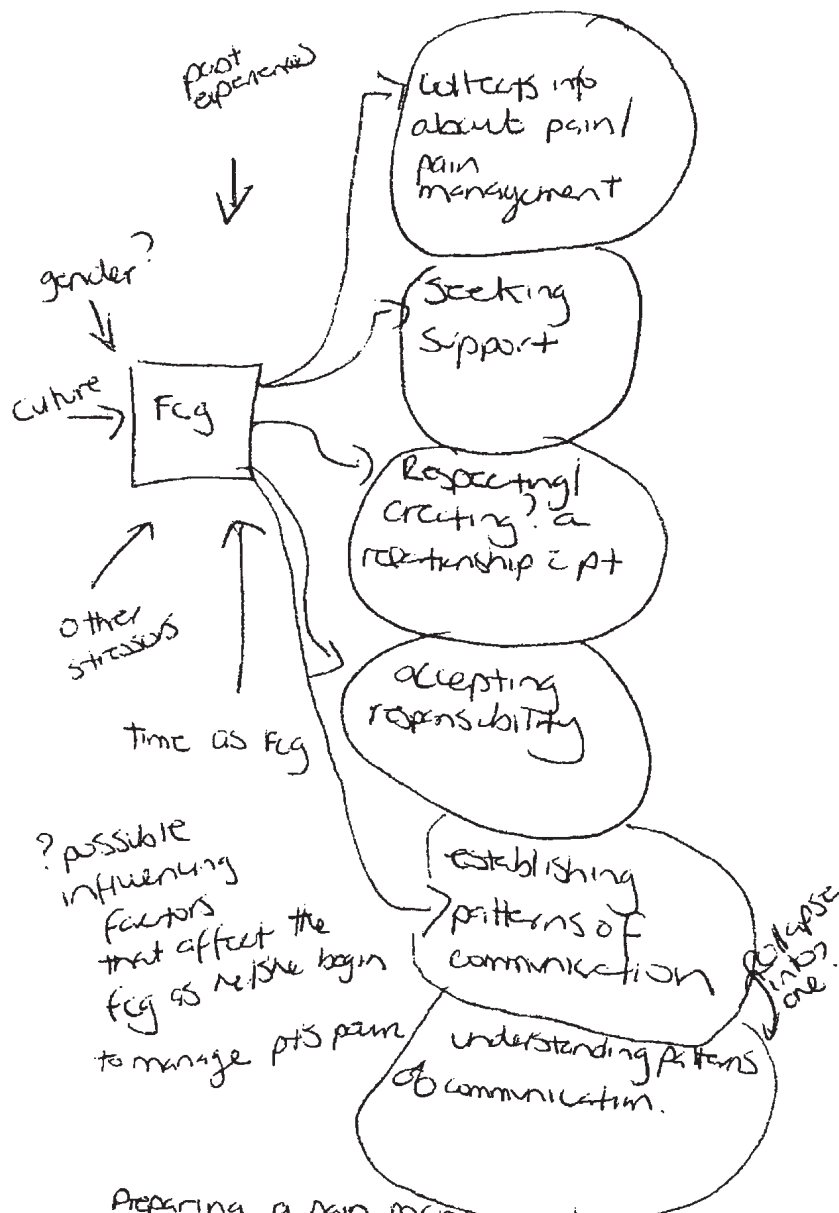 past
experiences
gender?
culture
Fcg
other
stressors
time as Fcg
? possible
influencing
factors
that affect the
fcg as he/she begin
to manage pt's pain
collects info
about pain/
pain
management
Seeking
support
Respecting/
creating? a
relationship c̄ pt
accepting
responsibility
establishing
patterns of
communication
collapse
into
one.
understanding patterns
of communication.
Preparing a pain